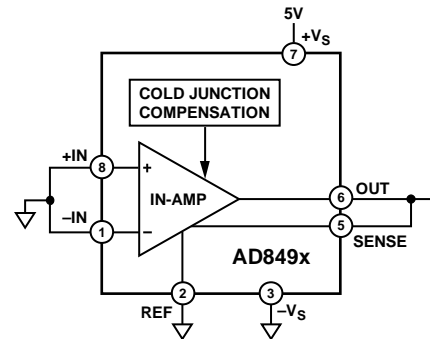 5V
+VS
7
COLD JUNCTION
COMPENSATION
+IN
8
+
IN-AMP
6
OUT
–IN
1
–
5
SENSE
AD849x
2
3
REF
–VS